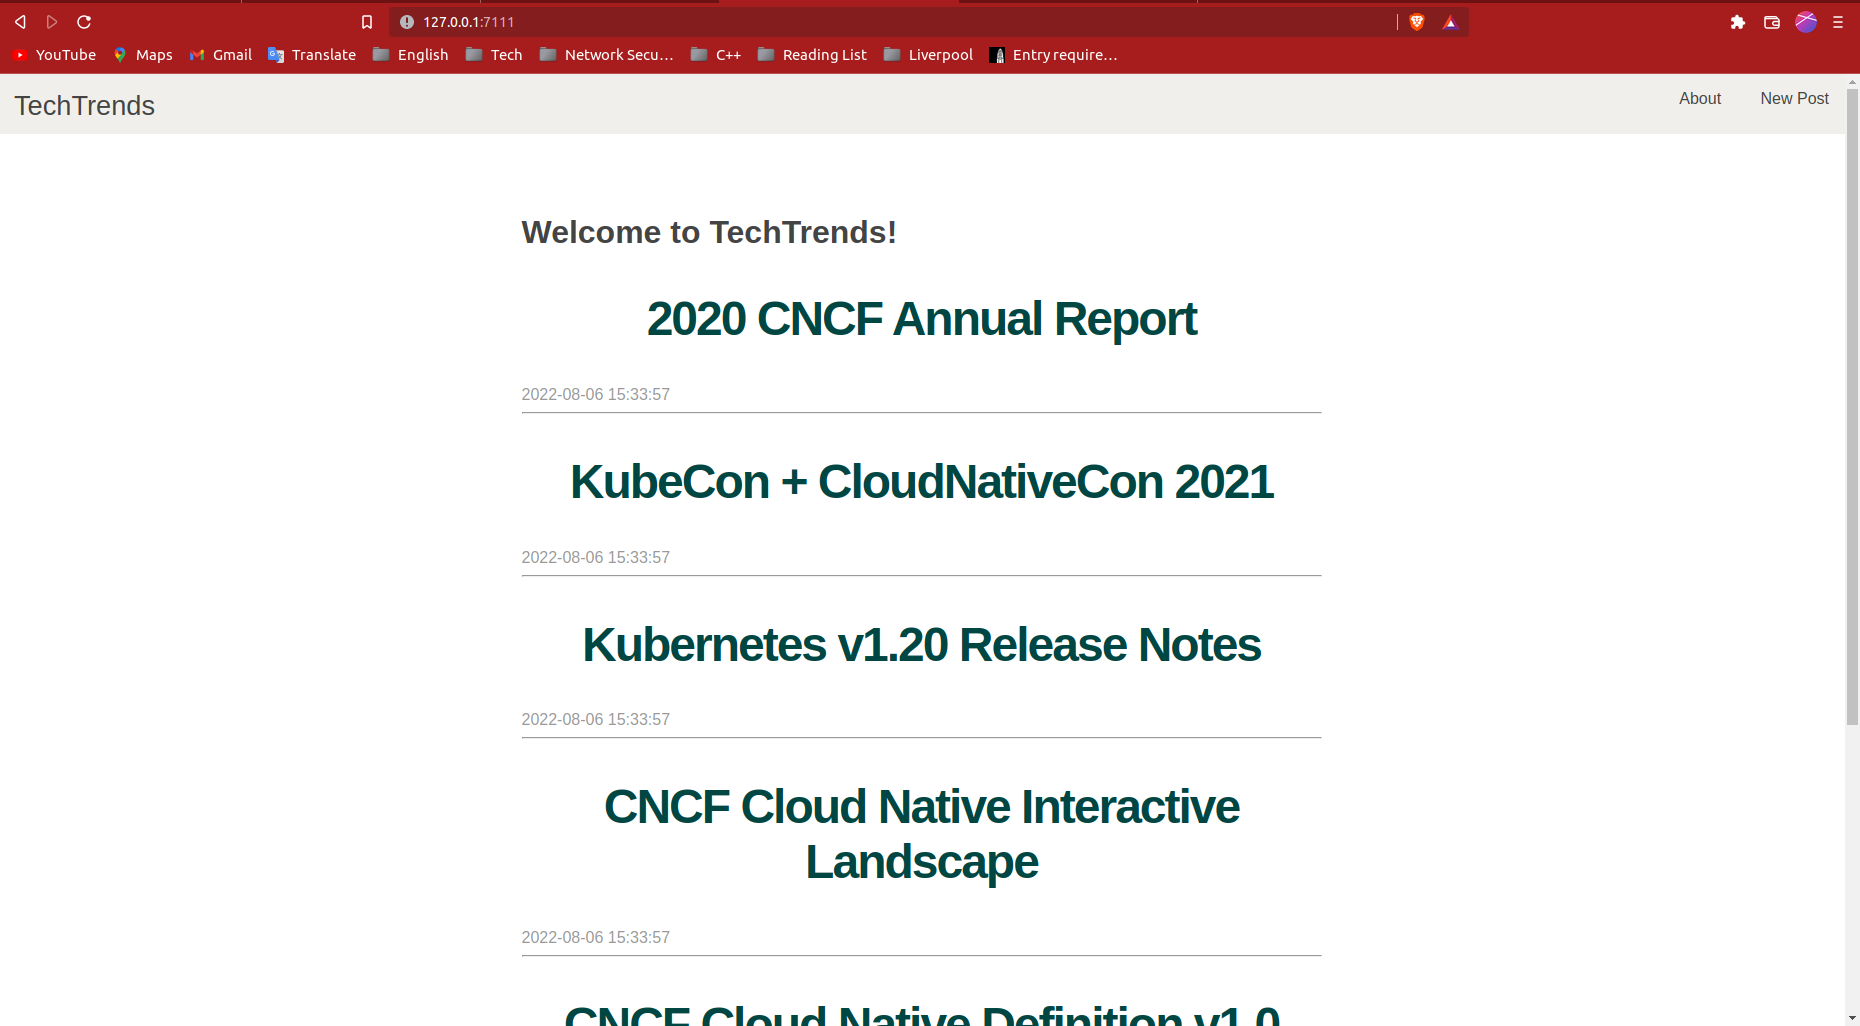 127.0.0.1:7111
YouTube Maps Gmail Translate English Tech Network Secu... C++ Reading List Liverpool Entry require...
TechTrends About New Post
Welcome to TechTrends!
2020 CNCF Annual Report
2022-08-06 15:33:57
KubeCon + CloudNativeCon 2021
2022-08-06 15:33:57
Kubernetes v1.20 Release Notes
2022-08-06 15:33:57
CNCF Cloud Native Interactive
Landscape
2022-08-06 15:33:57
CNCF Cloud Native Definition v1.0